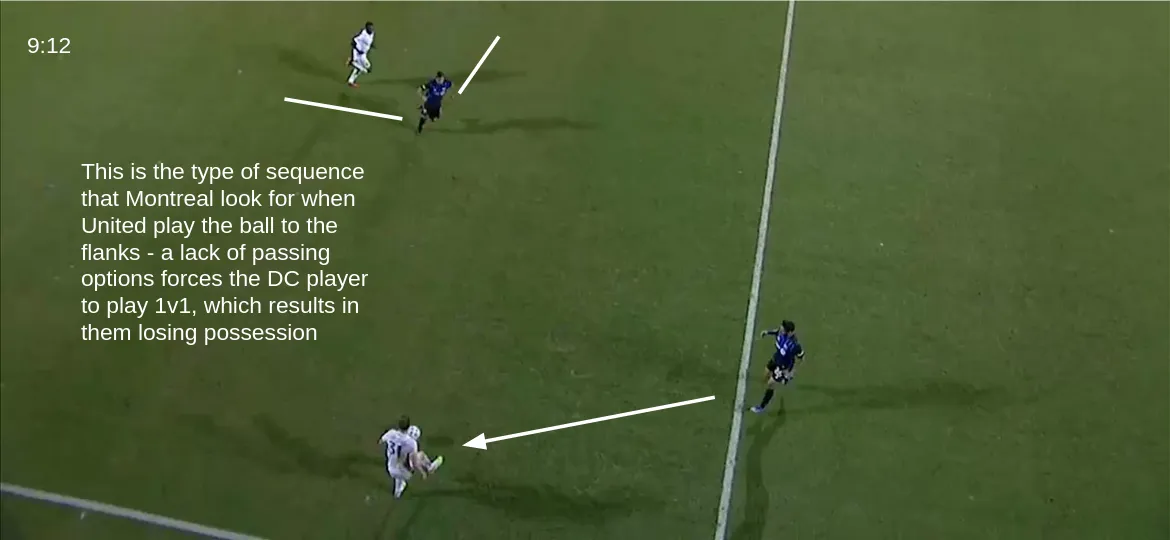 9:12
This is the type of sequence
that Montreal look for when
United play the ball to the
flanks - a lack of passing
options forces the DC player
to play 1v1, which results in
them losing possession
31